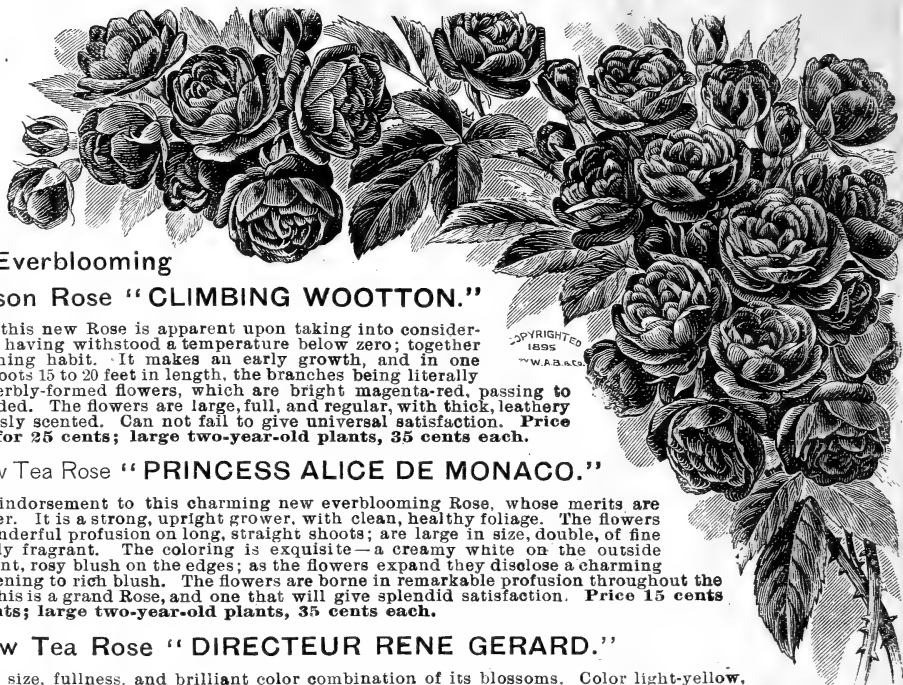 Everblooming
son Rose "CLIMBING WOOTTON."
this new Rose is apparent upon taking into consider-
having withstood a temperature below zero; together
ning habit. It makes an early growth, and in one
oots 15 to 20 feet in length, the branches being literally
erbly-formed flowers, which are bright magenta-red, passing to
ded. The flowers are large, full, and regular, with thick, leathery
sly scented. Can not fail to give universal satisfaction. Price
for 25 cents; large two-year-old plants, 35 cents each.
COPYRIGHTED
1895
W.A.B.&Co.
w Tea Rose "PRINCESS ALICE DE MONACO."
indorsement to this charming new everblooming Rose, whose merits are
er. It is a strong, upright grower, with clean, healthy foliage. The flowers
nderful profusion on long, straight shoots; are large in size, double, of fine
ly fragrant. The coloring is exquisite—a creamy white on the outside
nt, rosy blush on the edges; as the flowers expand they disclose a charming
ening to rich blush. The flowers are borne in remarkable profusion throughout the
his is a grand Rose, and one that will give splendid satisfaction. Price 15 cents
ts; large two-year-old plants, 35 cents each.
w Tea Rose "DIRECTEUR RENE GERARD."
size, fullness, and brilliant color combination of its blossoms. Color light-yellow,